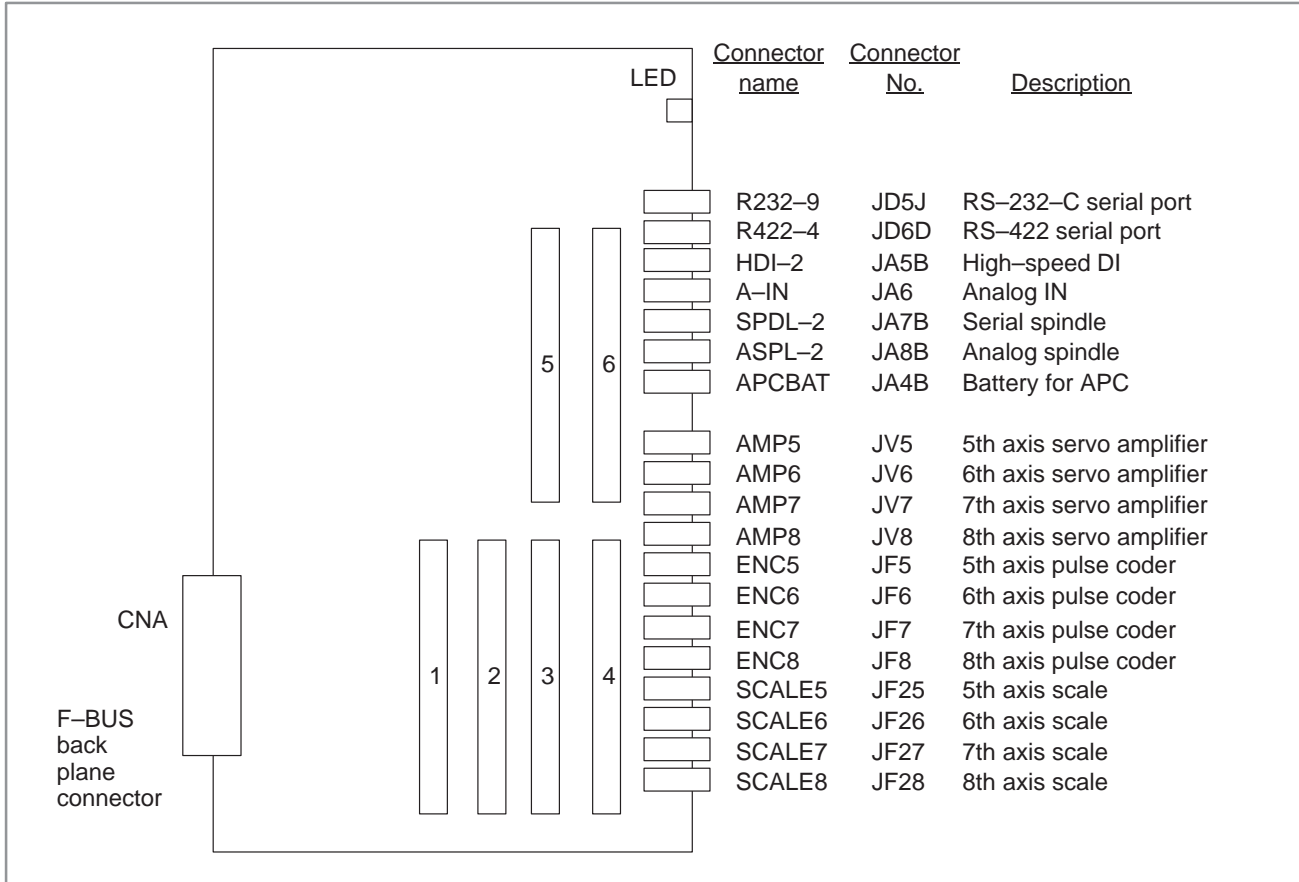 Connector name Connector No. Description
LED
R232–9 JD5J RS–232–C serial port
R422–4 JD6D RS–422 serial port
HDI–2 JA5B High–speed DI
A–IN JA6 Analog IN
SPDL–2 JA7B Serial spindle
ASPL–2 JA8B Analog spindle
APCBAT JA4B Battery for APC
5 6
AMP5 JV5 5th axis servo amplifier
AMP6 JV6 6th axis servo amplifier
AMP7 JV7 7th axis servo amplifier
AMP8 JV8 8th axis servo amplifier
ENC5 JF5 5th axis pulse coder
ENC6 JF6 6th axis pulse coder
ENC7 JF7 7th axis pulse coder
ENC8 JF8 8th axis pulse coder
SCALE5 JF25 5th axis scale
SCALE6 JF26 6th axis scale
SCALE7 JF27 7th axis scale
SCALE8 JF28 8th axis scale
1 2 3 4
CNA
F–BUS
back
plane
connector